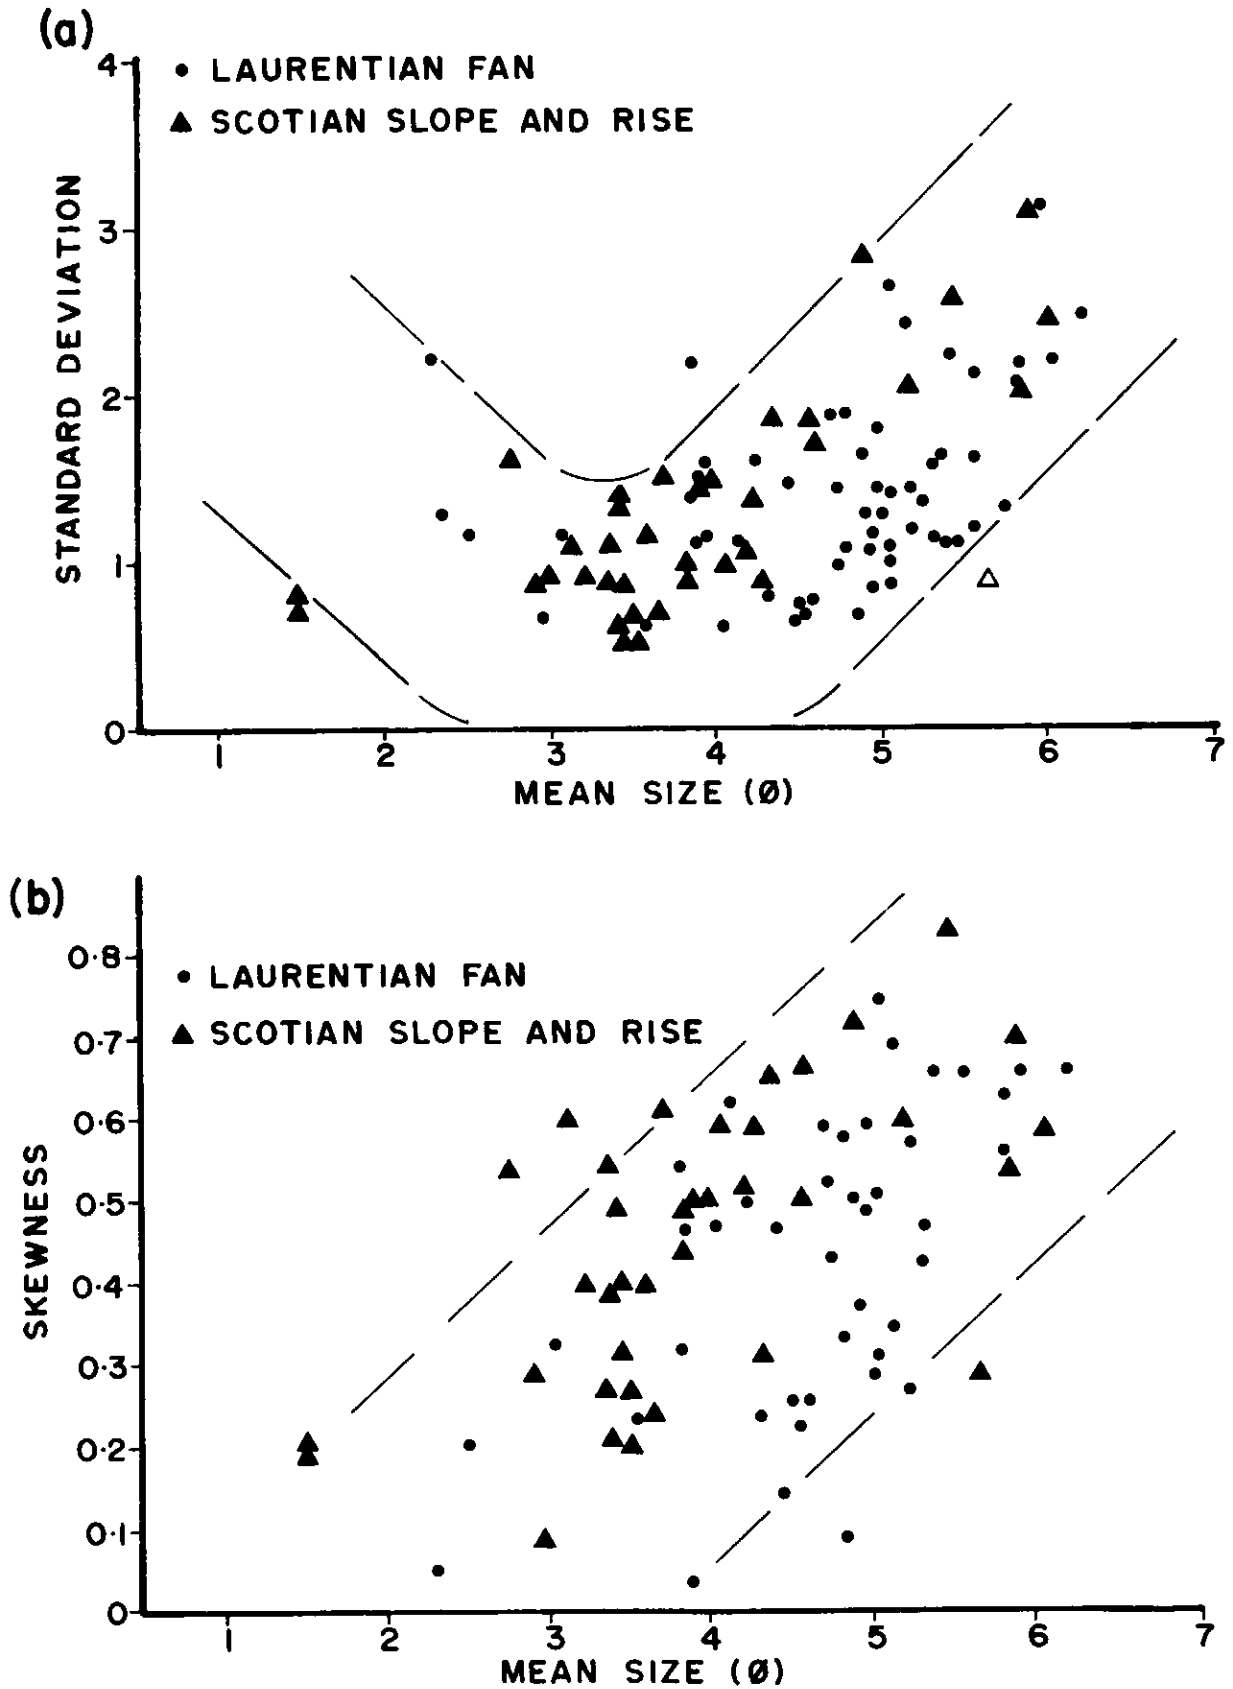 (a)
4
● LAURENTIAN FAN
▲ SCOTIAN SLOPE AND RISE
3
2
1
0
STANDARD DEVIATION
1 2 3 4 5 6 7
MEAN SIZE (Ø)
(b)
0·8
● LAURENTIAN FAN
▲ SCOTIAN SLOPE AND RISE
0·7
0·6
0·5
0·4
0·3
0·2
0·1
0
SKEWNESS
1 2 3 4 5 6 7
MEAN SIZE (Ø)